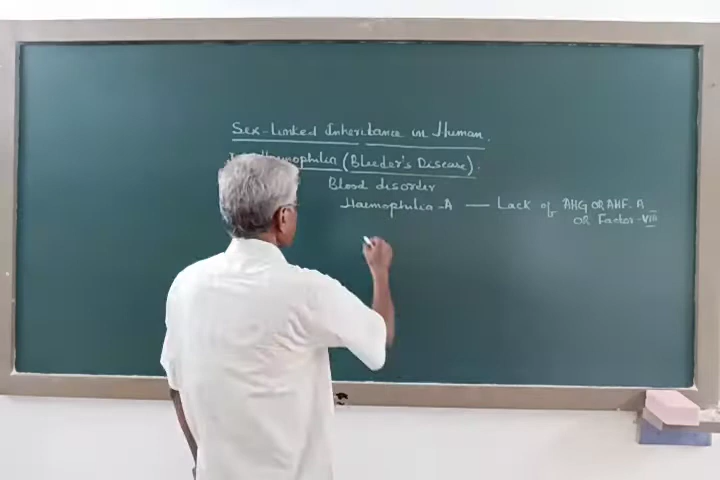 Sex-linked Inheritance in Human.
Haemophilia (Bleeder's Disease):
Blood disorder
Haemophilia-A — Lack of AHG OR AHF-A
OR Factor-VIII